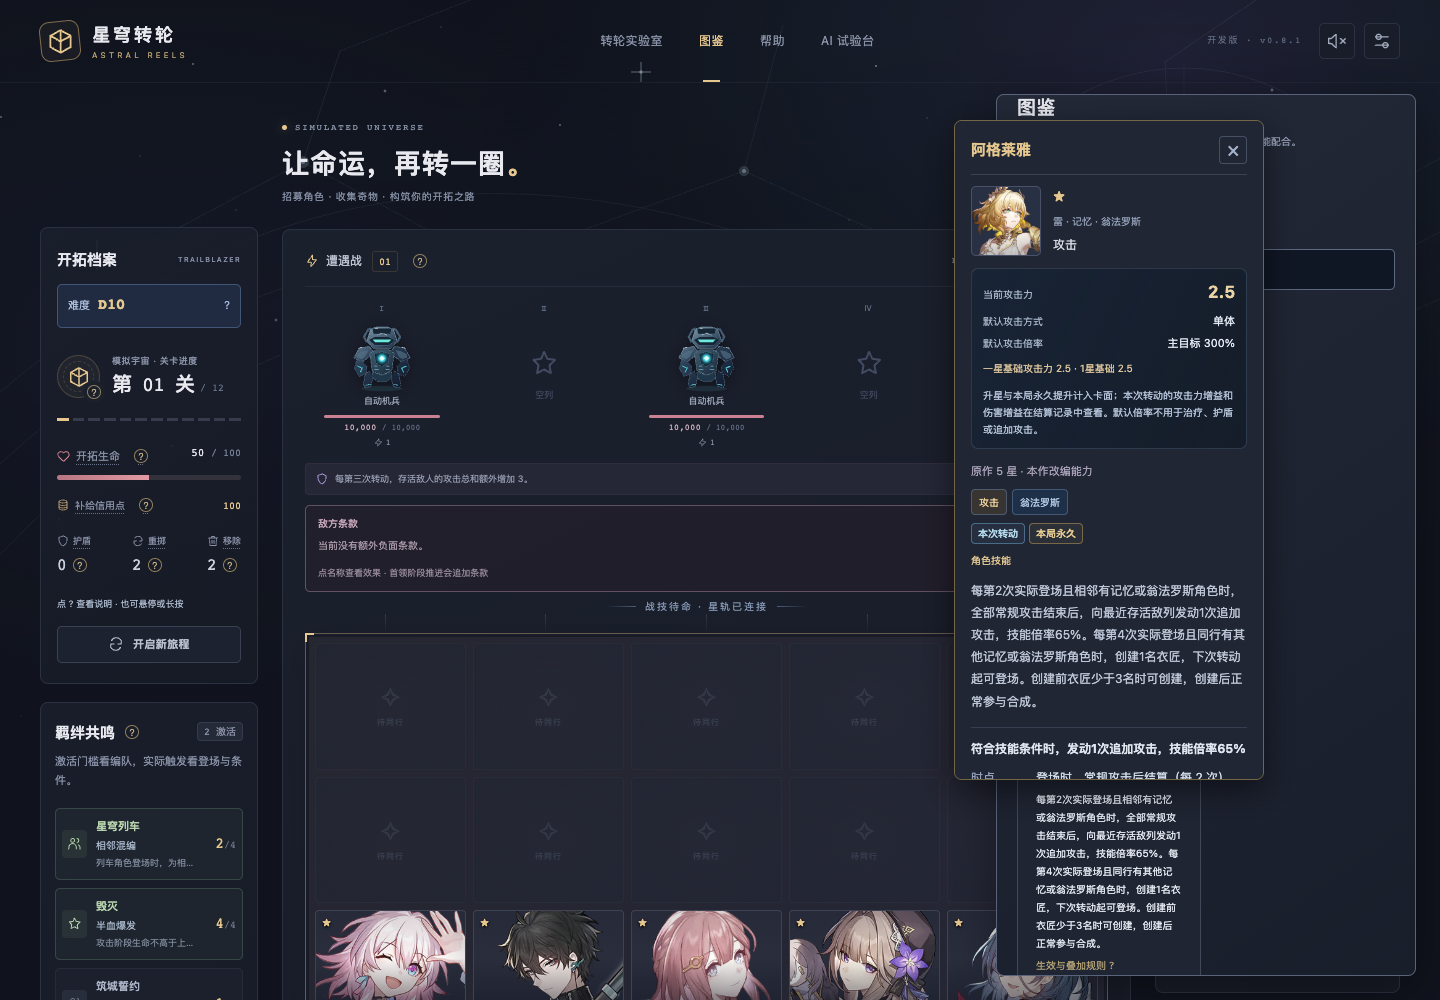 星穹转轮
ASTRAL REELS
转轮实验室
图鉴
帮助
AI 试验台
开发版 · v0.8.1
SIMULATED UNIVERSE
让命运，再转一圈。
招募角色 · 收集奇物 · 构筑你的开拓之路
开拓档案
TRAILBLAZER
难度 D10
?
模拟宇宙 · 关卡进度
第 01 关 / 12
?
开拓生命 ?
50 / 100
补给信用点 ?
100
护盾
重掷
移除
0 ?
2 ?
2 ?
点 ? 查看说明 · 也可悬停或长按
开启新旅程
羁绊共鸣 ?
2 激活
激活门槛看编队，实际触发看登场与条
件。
星穹列车
相邻混编
列车角色登场时，为相...
2/4
毁灭
半血爆发
攻击阶段生命不高于上...
4/4
筑城誓约
遭遇战 01 ?
I
II
III
IV
自动机兵
空列
自动机兵
空列
10,000 / 10,000
10,000 / 10,000
1
1
每第三次转动，存活敌人的攻击总和额外增加 3。
敌方条款
当前没有额外负面条款。
点名称查看效果 · 首领阶段推进会追加条款
战技待命 · 星轨已连接
待同行
待同行
待同行
待同行
待同行
待同行
待同行
待同行
图鉴
能配合。
阿格莱雅
雷 · 记忆 · 翁法罗斯
攻击
当前攻击力
2.5
默认攻击方式
单体
默认攻击倍率
主目标 300%
一星基础攻击力 2.5 · 1星基础 2.5
升星与本局永久提升计入卡面；本次转动的攻击力增益和
伤害增益在结算记录中查看。默认倍率不用于治疗、护盾
或追加攻击。
原作 5 星 · 本作改编能力
攻击
翁法罗斯
本次转动
本局永久
角色技能
每第2次实际登场且相邻有记忆或翁法罗斯角色时，
全部常规攻击结束后，向最近存活敌列发动1次追加
攻击，技能倍率65%。每第4次实际登场且同行有其
他记忆或翁法罗斯角色时，创建1名衣匠，下次转动
起可登场。创建前衣匠少于3名时可创建，创建后正
常参与合成。
符合技能条件时，发动1次追加攻击，技能倍率65%
时点
登场时，常规攻击后结算（每 2 次）
每第2次实际登场且相邻有记忆
或翁法罗斯角色时，全部常规攻
击结束后，向最近存活敌列发动1
次追加攻击，技能倍率65%。每
第4次实际登场且同行有其他记
忆或翁法罗斯角色时，创建1名衣
匠，下次转动起可登场。创建前
衣匠少于3名时可创建，创建后
正常参与合成。
生效与叠加规则 ?